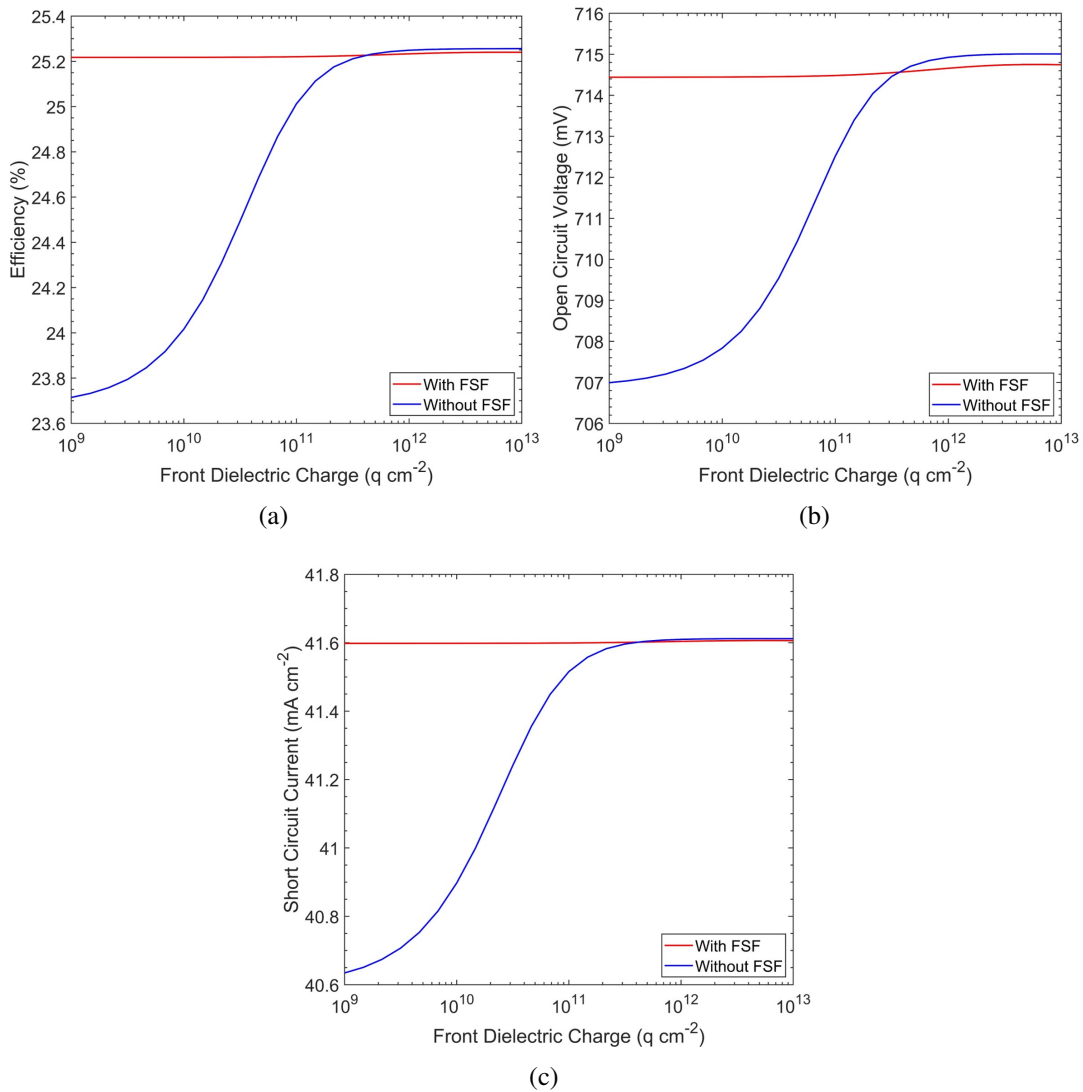 25.4
25.2
25
24.8
24.6
24.4
24.2
24
23.8
23.6
Efficiency (%)
10^9 10^10 10^11 10^12 10^13
Front Dielectric Charge (q cm^-2)
With FSF
Without FSF
(a)
716
715
714
713
712
711
710
709
708
707
706
Open Circuit Voltage (mV)
10^9 10^10 10^11 10^12 10^13
Front Dielectric Charge (q cm^-2)
With FSF
Without FSF
(b)
41.8
41.6
41.4
41.2
41
40.8
40.6
Short Circuit Current (mA cm^-2)
10^9 10^10 10^11 10^12 10^13
Front Dielectric Charge (q cm^-2)
With FSF
Without FSF
(c)